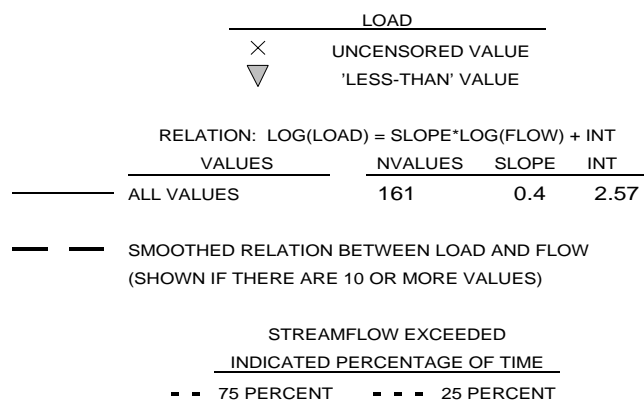 LOAD
UNCENSORED VALUE
'LESS-THAN' VALUE
RELATION: LOG(LOAD) = SLOPE*LOG(FLOW) + INT
VALUES NVALUES SLOPE INT
ALL VALUES 161 0.4 2.57
SMOOTHED RELATION BETWEEN LOAD AND FLOW
(SHOWN IF THERE ARE 10 OR MORE VALUES)
STREAMFLOW EXCEEDED
INDICATED PERCENTAGE OF TIME
75 PERCENT 25 PERCENT